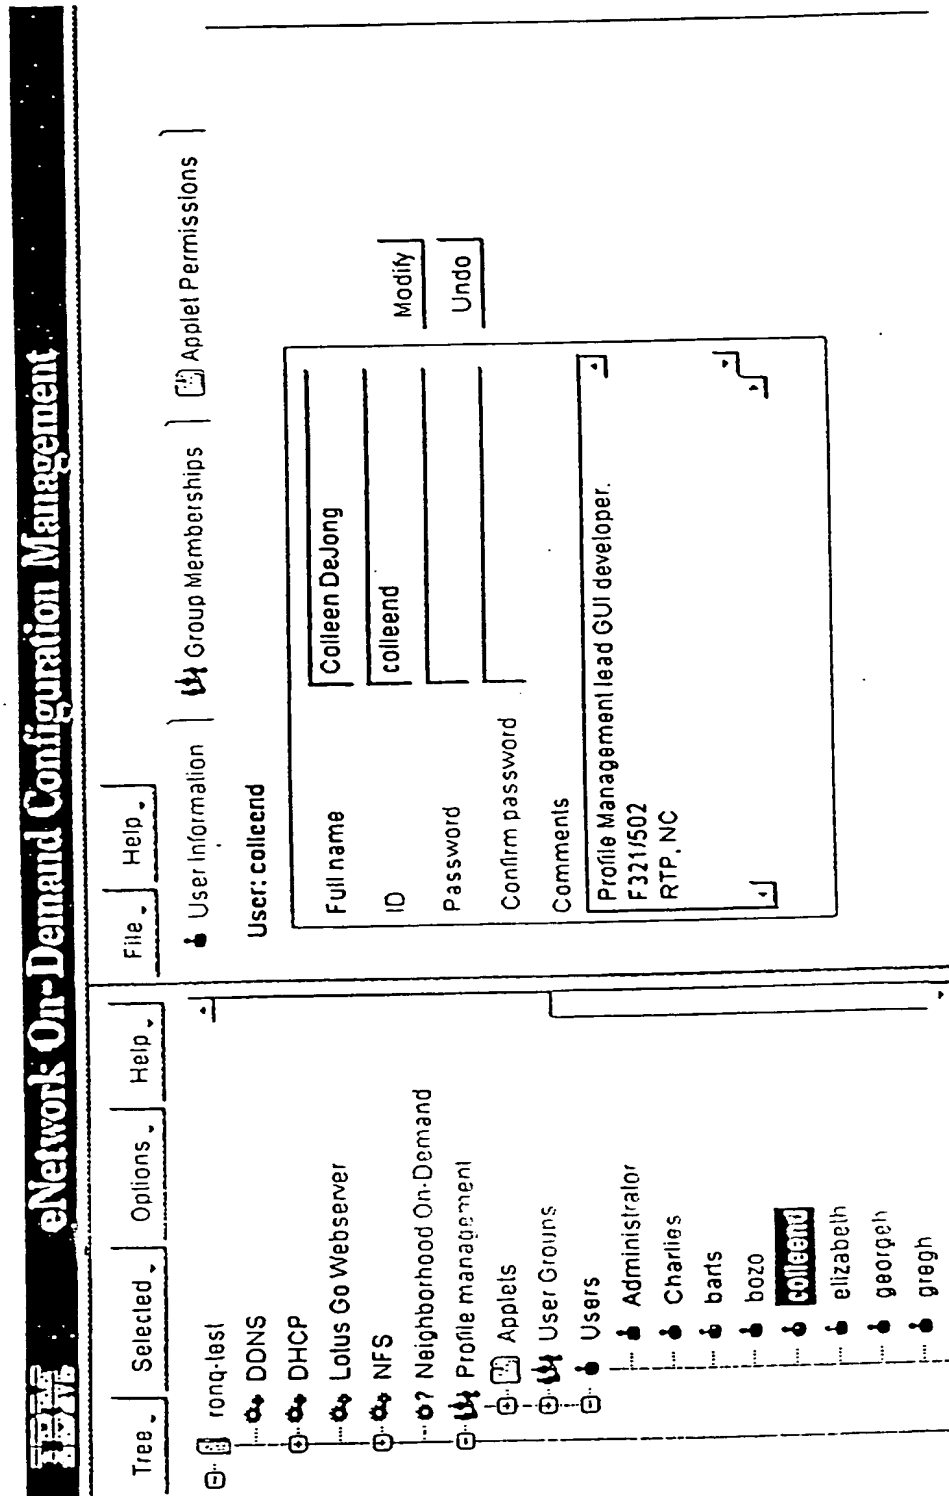 IBM eNetwork On-Demand Configuration Management
Tree Selected Options Help
ronq-test
DDNS
DHCP
Lotus Go Webserver
NFS
? Neighborhood On-Demand
Profile management
Applets
User Groups
Users
Administrator
Charlies
barts
bozo
colleend
elizabeth
georgeh
gregh
File Help
User Information Group Memberships Applet Permissions
User: colleend
Full name Colleen DeJong
ID colleend
Modify
Password
Undo
Confirm password
Comments
Profile Management lead GUI developer.
F321/502
RTP, NC